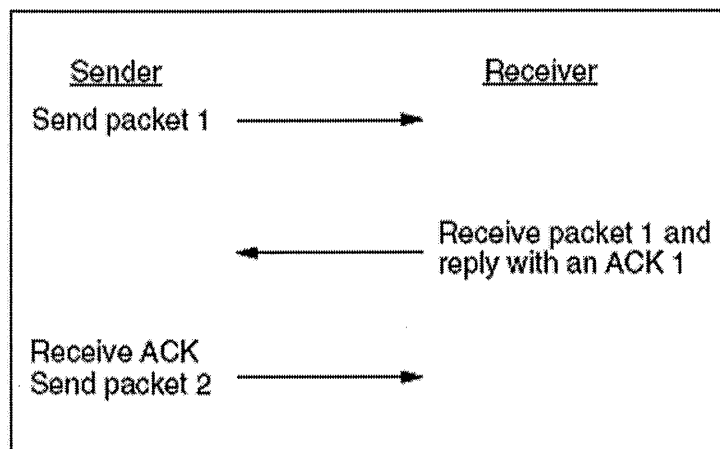 Sender
Receiver
Send packet 1
Receive packet 1 and
reply with an ACK 1
Receive ACK
Send packet 2